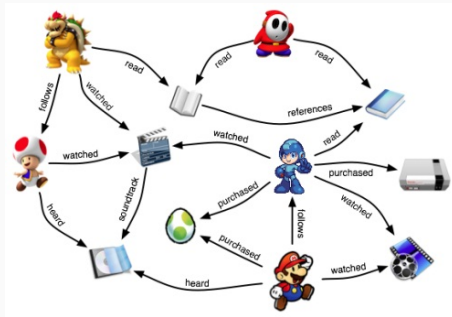 read
read
read
follows
watched
references
watched
read
watched
purchased
soundtrack
purchased
watched
heard
follows
purchased
watched
heard